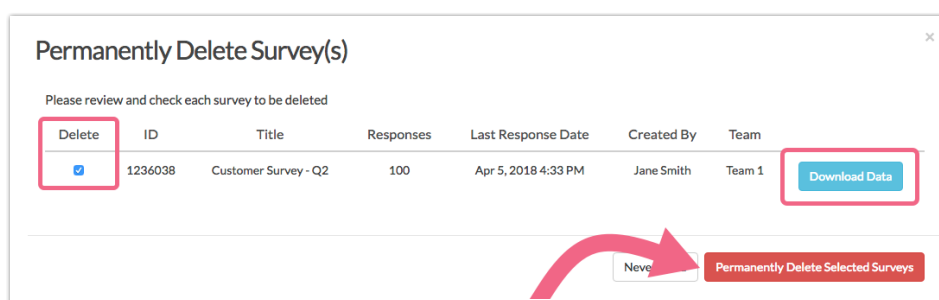 Permanently Delete Survey(s)
×
Please review and check each survey to be deleted
Delete ID Title Responses Last Response Date Created By Team
1236038 Customer Survey - Q2 100 Apr 5, 2018 4:33 PM Jane Smith Team 1 Download Data
Permanently Delete Selected Surveys